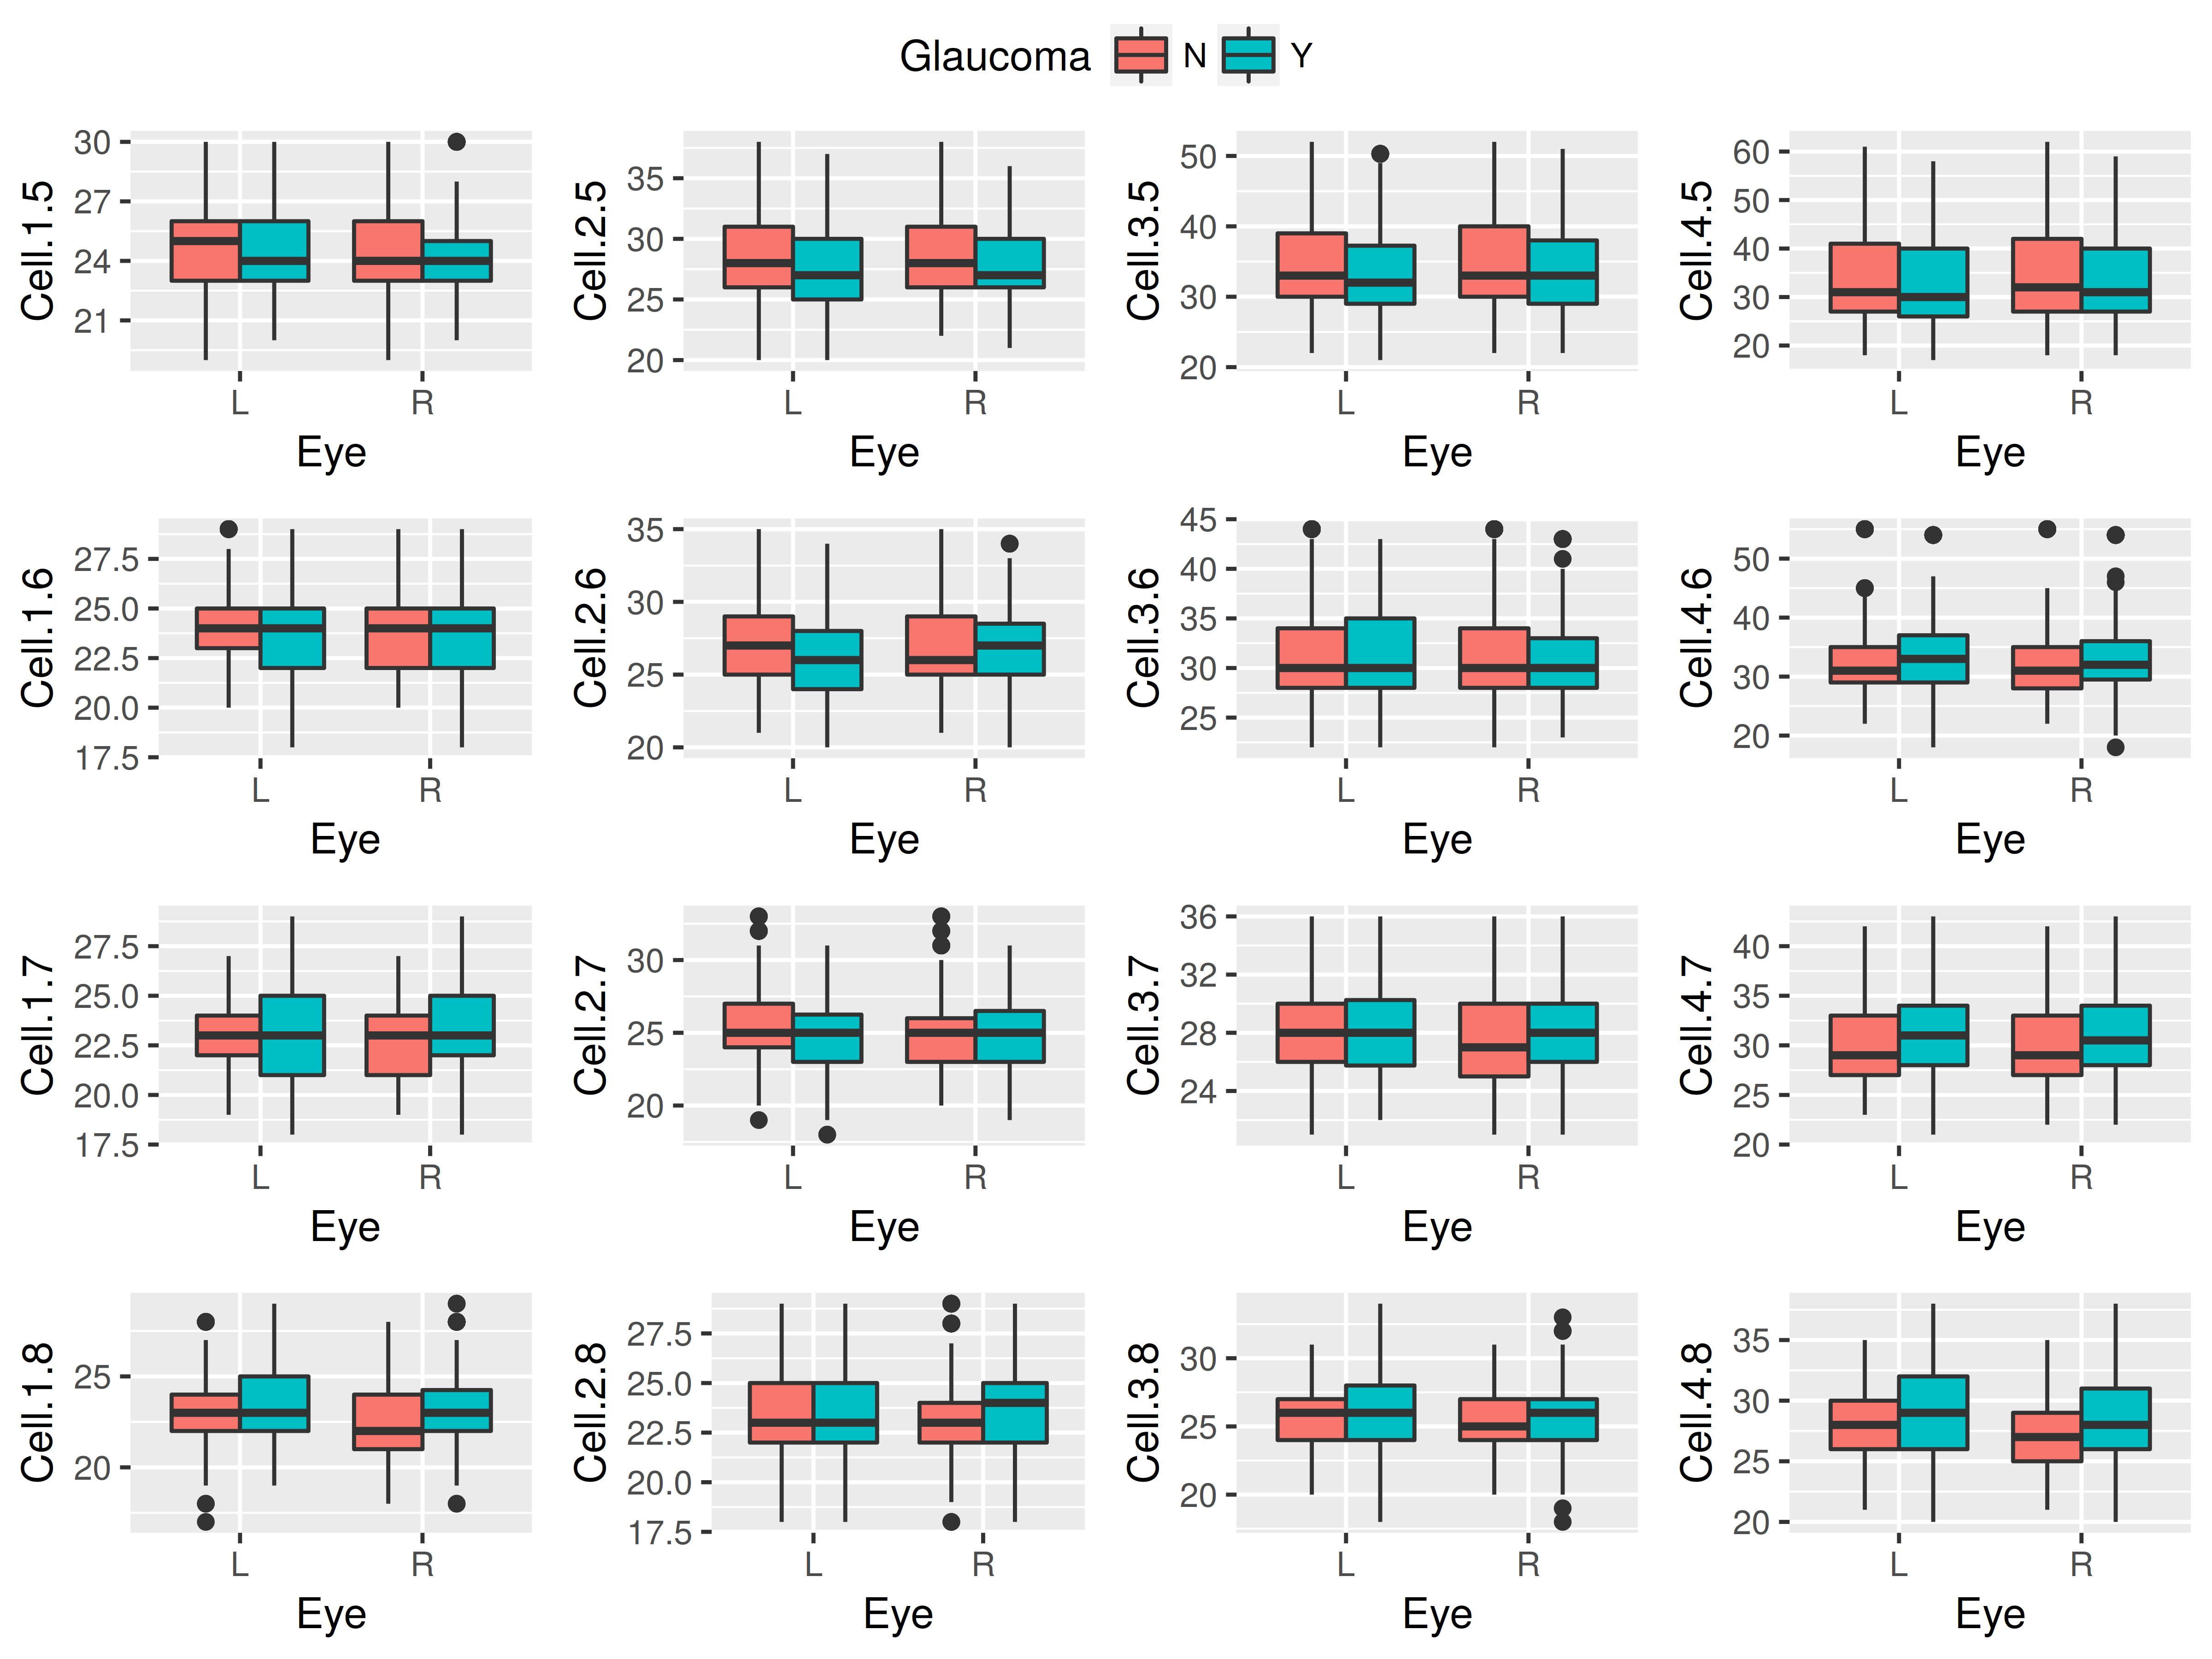 Glaucoma N Y
Cell.1.5
30
27
24
21
L R
Eye
Cell.2.5
35
30
25
20
L R
Eye
Cell.3.5
50
40
30
20
L R
Eye
Cell.4.5
60
50
40
30
20
L R
Eye
Cell.1.6
27.5
25.0
22.5
20.0
17.5
L R
Eye
Cell.2.6
35
30
25
20
L R
Eye
Cell.3.6
45
40
35
30
25
L R
Eye
Cell.4.6
50
40
30
20
L R
Eye
Cell.1.7
27.5
25.0
22.5
20.0
17.5
L R
Eye
Cell.2.7
30
25
20
L R
Eye
Cell.3.7
36
32
28
24
L R
Eye
Cell.4.7
40
35
30
25
20
L R
Eye
Cell.1.8
25
20
L R
Eye
Cell.2.8
27.5
25.0
22.5
20.0
17.5
L R
Eye
Cell.3.8
30
25
20
L R
Eye
Cell.4.8
35
30
25
20
L R
Eye